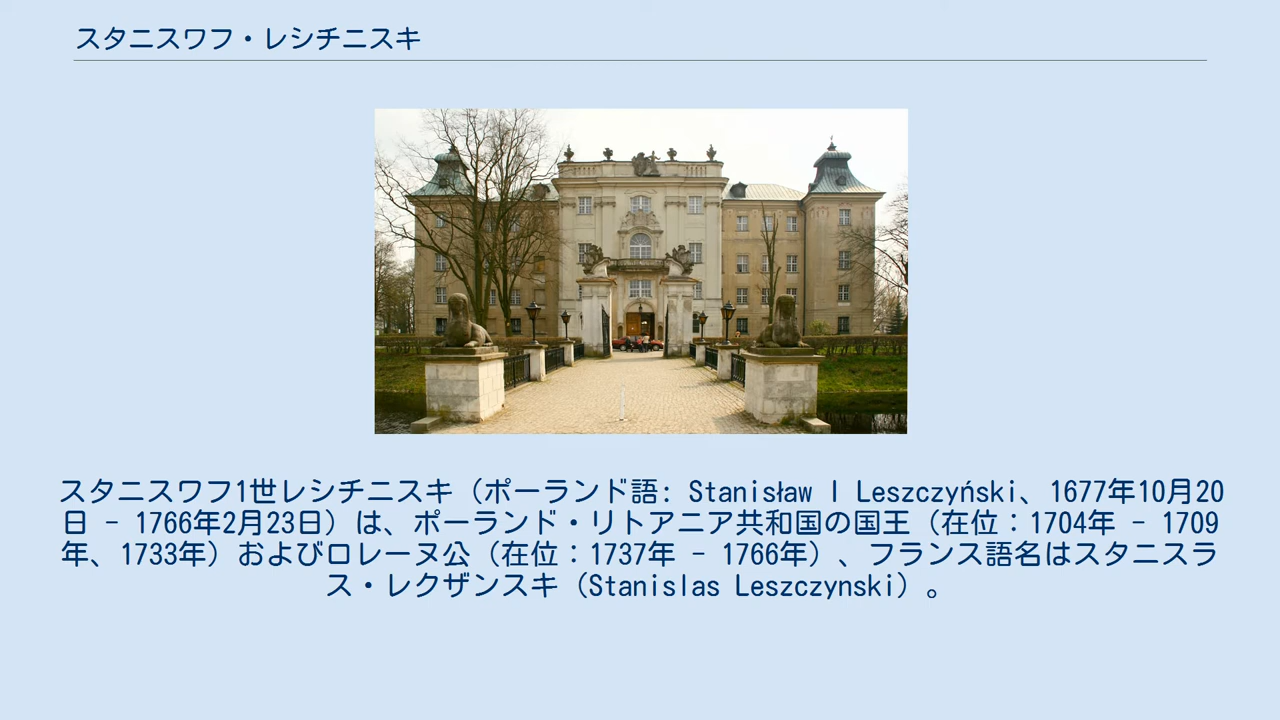 スタニスワフ・レシチニスキ
スタニスワフ1世レシチニスキ（ポーランド語: Stanisław I Leszczyński、1677年10月20
日 - 1766年2月23日）は、ポーランド・リトアニア共和国の国王（在位：1704年 - 1709
年、1733年）およびロレーヌ公（在位：1737年 - 1766年）、フランス語名はスタニスラ
ス・レクザンスキ（Stanislas Leszczynski）。